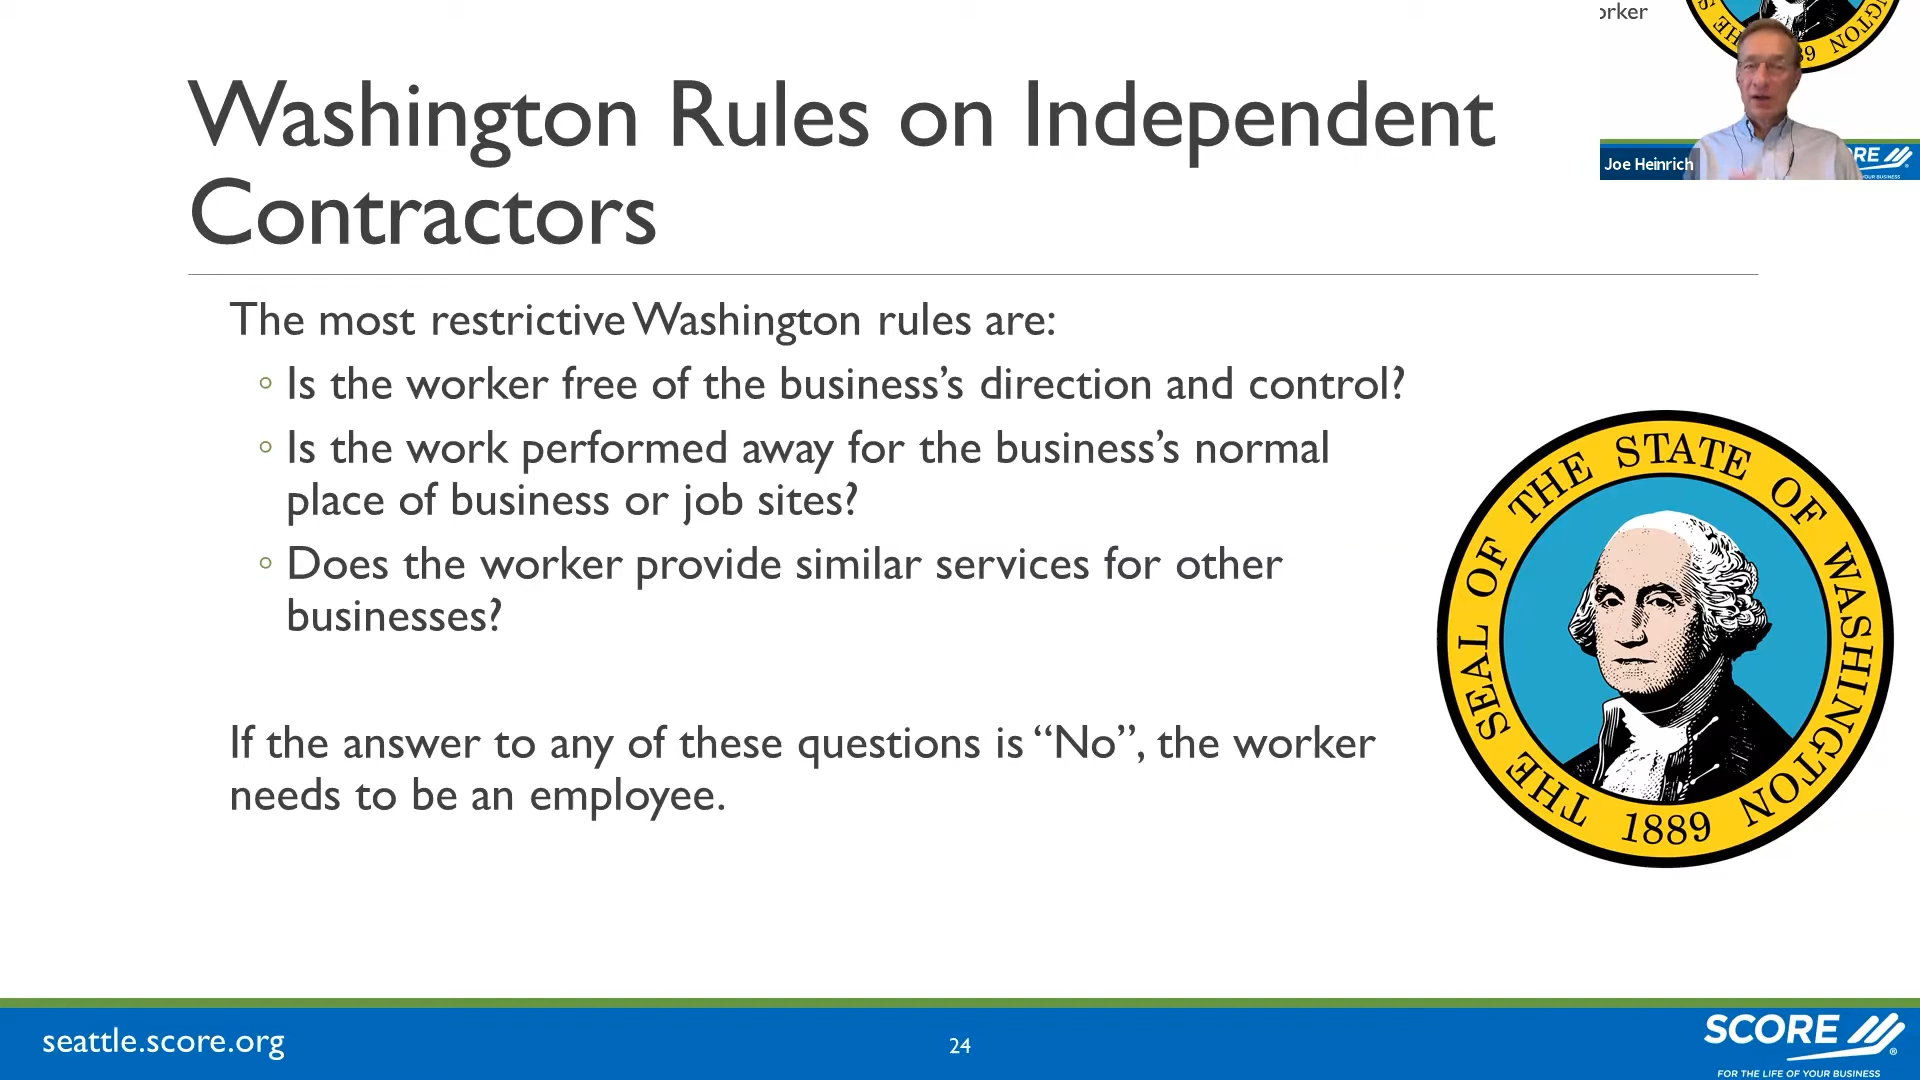 Washington Rules on Independent
Contractors
The most restrictive Washington rules are:
◦ Is the worker free of the business’s direction and control?
◦ Is the work performed away for the business’s normal
place of business or job sites?
◦ Does the worker provide similar services for other
businesses?
If the answer to any of these questions is “No”, the worker
needs to be an employee.
THE SEAL OF THE STATE OF WASHINGTON
1889
Joe Heinrich
seattle.score.org
24
SCORE
FOR THE LIFE OF YOUR BUSINESS